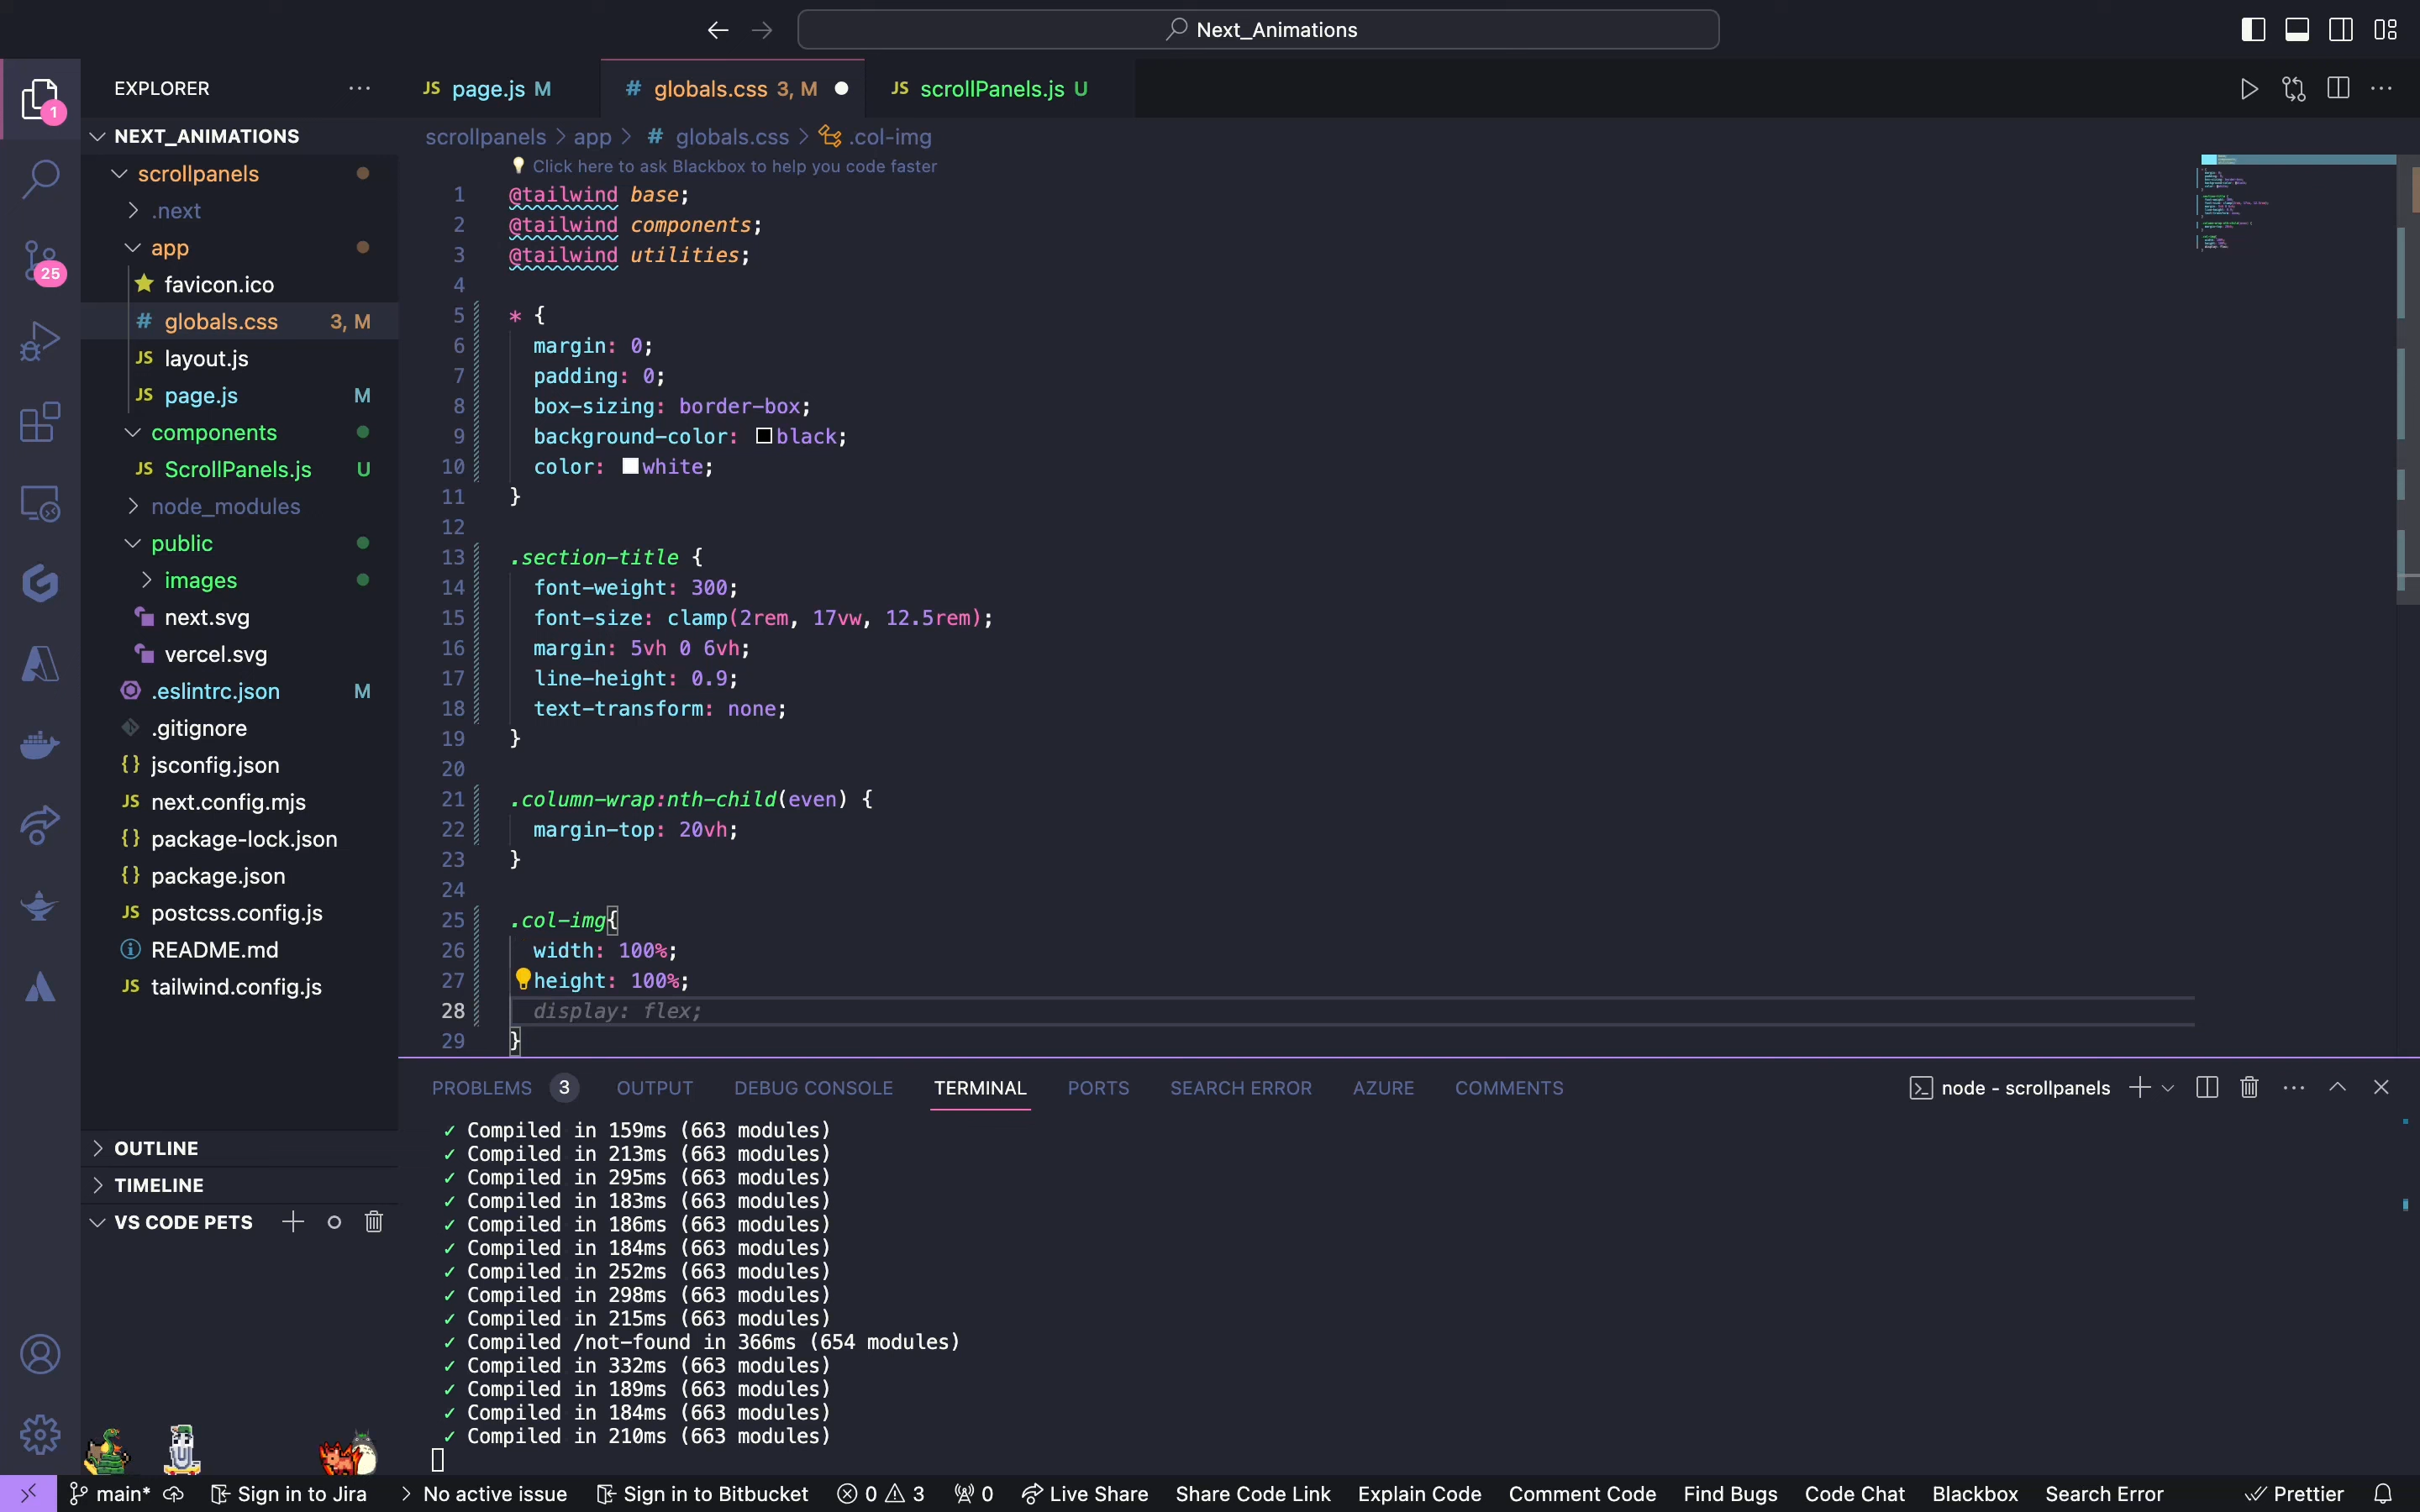 Next_Animations
EXPLORER
JS page.js M
# globals.css 3, M
JS scrollPanels.js U
1
25
NEXT_ANIMATIONS
scrollpanels
.next
app
favicon.ico
# globals.css 3, M
JS layout.js
JS page.js M
components
JS ScrollPanels.js U
node_modules
public
images
next.svg
vercel.svg
.eslintrc.json M
.gitignore
{} jsconfig.json
JS next.config.mjs
{} package-lock.json
{} package.json
JS postcss.config.js
README.md
JS tailwind.config.js
OUTLINE
TIMELINE
VS CODE PETS
scrollpanels > app > # globals.css > .col-img
Click here to ask Blackbox to help you code faster
1 @tailwind base;
2 @tailwind components;
3 @tailwind utilities;
4
5 * {
6 margin: 0;
7 padding: 0;
8 box-sizing: border-box;
9 background-color: black;
10 color: white;
11 }
12
13 .section-title {
14 font-weight: 300;
15 font-size: clamp(2rem, 17vw, 12.5rem);
16 margin: 5vh 0 6vh;
17 line-height: 0.9;
18 text-transform: none;
19 }
20
21 .column-wrap:nth-child(even) {
22 margin-top: 20vh;
23 }
24
25 .col-img{
26 width: 100%;
27 height: 100%;
28 display: flex;
29 }
PROBLEMS 3 OUTPUT DEBUG CONSOLE TERMINAL PORTS SEARCH ERROR AZURE COMMENTS
node - scrollpanels
✓ Compiled in 159ms (663 modules)
✓ Compiled in 213ms (663 modules)
✓ Compiled in 295ms (663 modules)
✓ Compiled in 183ms (663 modules)
✓ Compiled in 186ms (663 modules)
✓ Compiled in 184ms (663 modules)
✓ Compiled in 252ms (663 modules)
✓ Compiled in 298ms (663 modules)
✓ Compiled in 215ms (663 modules)
✓ Compiled /not-found in 366ms (654 modules)
✓ Compiled in 332ms (663 modules)
✓ Compiled in 189ms (663 modules)
✓ Compiled in 184ms (663 modules)
✓ Compiled in 210ms (663 modules)
main* Sign in to Jira > No active issue Sign in to Bitbucket 0 3 0 Live Share Share Code Link Explain Code Comment Code Find Bugs Code Chat Blackbox Search Error Prettier